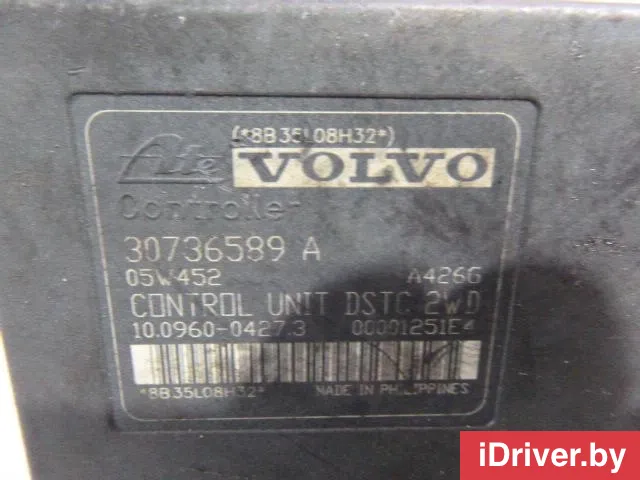 (*8B35L08H32*)
Ate VOLVO
Controller
30736589 A
05W452 A426G
CONTROL UNIT DSTC 2WD
10.0960-0427.3 00001251E4
*8B35L08H32* MADE IN PHILIPPINES
iDriver.by